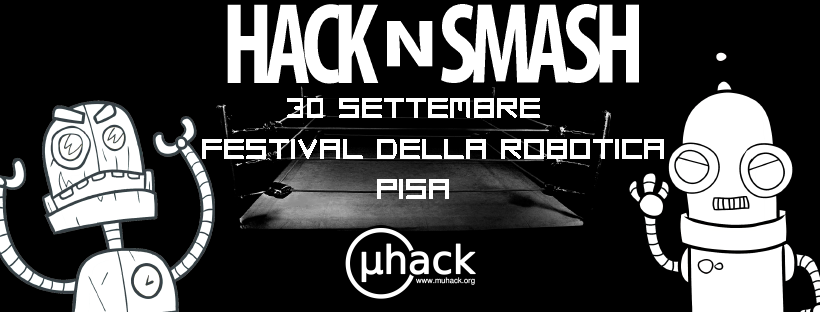 HACK N SMASH
30 SETTEMBRE
FESTIVAL DELLA ROBOTICA
PISA
µhack
www.muhack.org